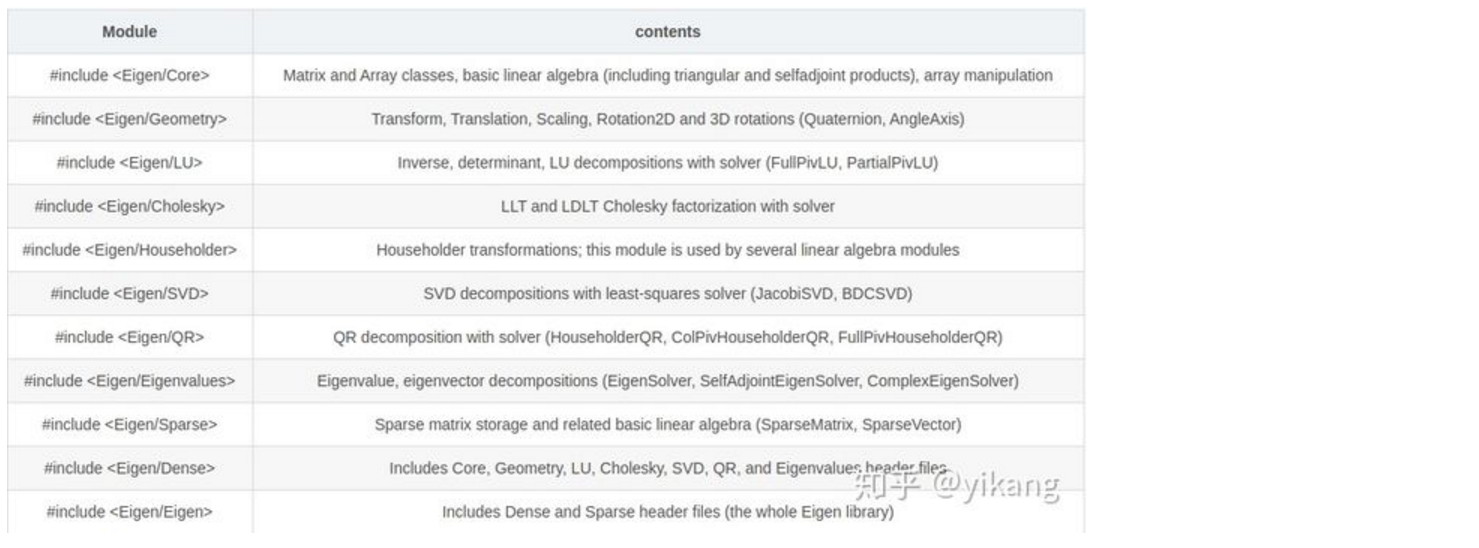 Module contents
#include <Eigen/Core> Matrix and Array classes, basic linear algebra (including triangular and selfadjoint products), array manipulation
#include <Eigen/Geometry> Transform, Translation, Scaling, Rotation2D and 3D rotations (Quaternion, AngleAxis)
#include <Eigen/LU> Inverse, determinant, LU decompositions with solver (FullPivLU, PartialPivLU)
#include <Eigen/Cholesky> LLT and LDLT Cholesky factorization with solver
#include <Eigen/Householder> Householder transformations; this module is used by several linear algebra modules
#include <Eigen/SVD> SVD decompositions with least-squares solver (JacobiSVD, BDCSVD)
#include <Eigen/QR> QR decomposition with solver (HouseholderQR, ColPivHouseholderQR, FullPivHouseholderQR)
#include <Eigen/Eigenvalues> Eigenvalue, eigenvector decompositions (EigenSolver, SelfAdjointEigenSolver, ComplexEigenSolver)
#include <Eigen/Sparse> Sparse matrix storage and related basic linear algebra (SparseMatrix, SparseVector)
#include <Eigen/Dense> Includes Core, Geometry, LU, Cholesky, SVD, QR, and Eigenvalues header files
知乎 @yikang
#include <Eigen/Eigen> Includes Dense and Sparse header files (the whole Eigen library)